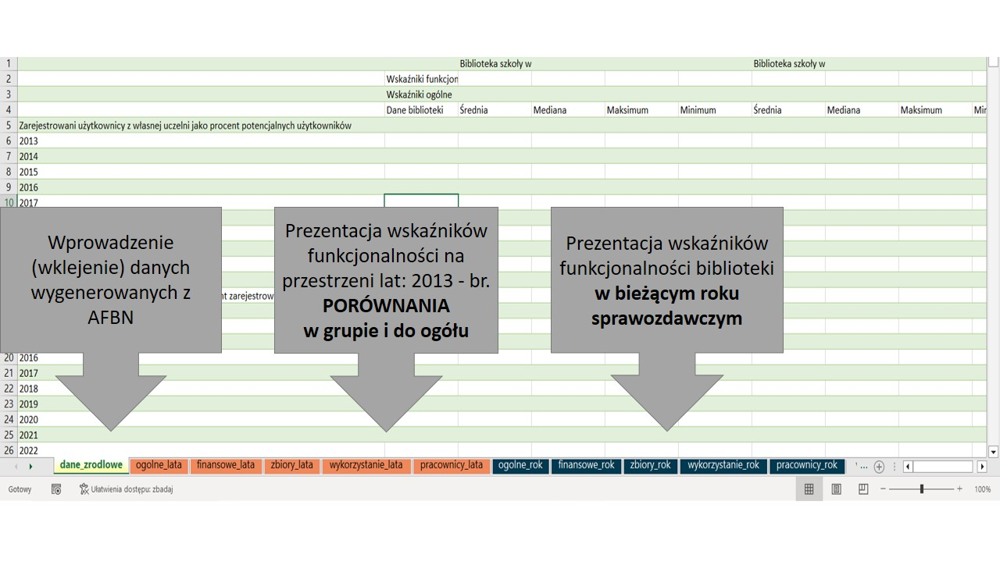 1 Biblioteka szkoły w Biblioteka szkoły w
2 Wskaźniki funkcjon
3 Wskaźniki ogólne
4 Dane biblioteki Średnia Mediana Maksimum Minimum Średnia Mediana Maksimum Mir
5 Zarejestrowani użytkownicy z własnej uczelni jako procent potencjalnych użytkowników
6 2013
7 2014
8 2015
9 2016
10 2017
Wprowadzenie
(wklejenie) danych
wygenerowanych z
AFBN
Prezentacja wskaźników
funkcjonalności na
przestrzeni lat: 2013 - br.
PORÓWNANIA
w grupie i do ogółu
Prezentacja wskaźników
funkcjonalności biblioteki
w bieżącym roku
sprawozdawczym
nt zarejestrow
20 2016
21 2017
22 2018
23 2019
24 2020
25 2021
26 2022
dane_zrodlowe ogolne_lata finansowe_lata zbiory_lata wykorzystanie_lata pracownicy_lata ogolne_rok finansowe_rok zbiory_rok wykorzystanie_rok pracownicy_rok ...
Gotowy Ułatwienia dostępu: zbadaj 100%